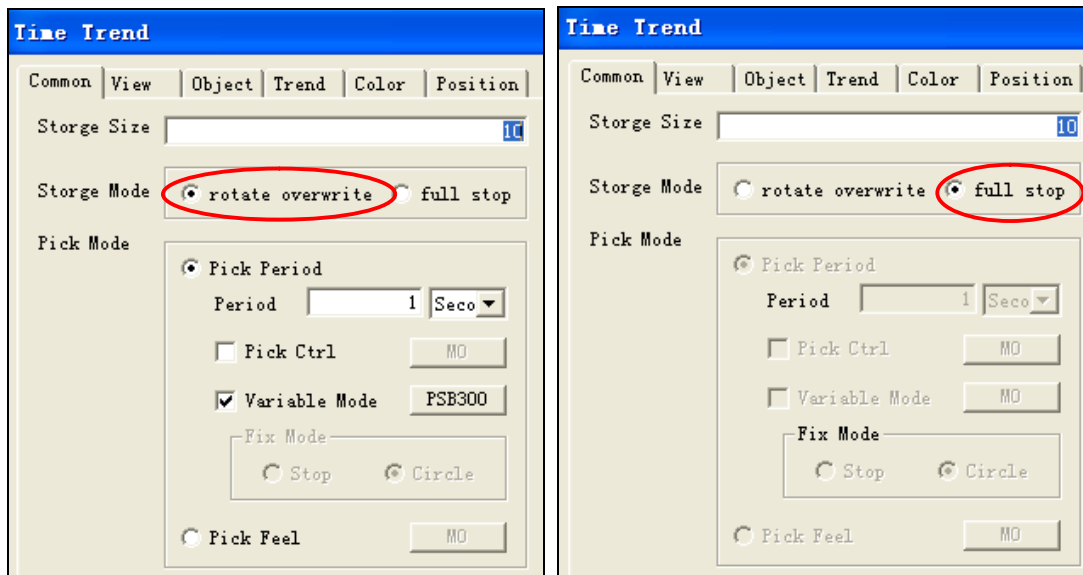 Time Trend
Common View Object Trend Color Position
Storge Size 10
Storge Mode rotate overwrite full stop
Pick Mode
Pick Period
Period 1 Seco
Pick Ctrl M0
Variable Mode PSB300
Fix Mode
Stop Circle
Pick Feel M0
Time Trend
Common View Object Trend Color Position
Storge Size 10
Storge Mode rotate overwrite full stop
Pick Mode
Pick Period
Period 1 Seco
Pick Ctrl M0
Variable Mode M0
Fix Mode
Stop Circle
Pick Feel M0